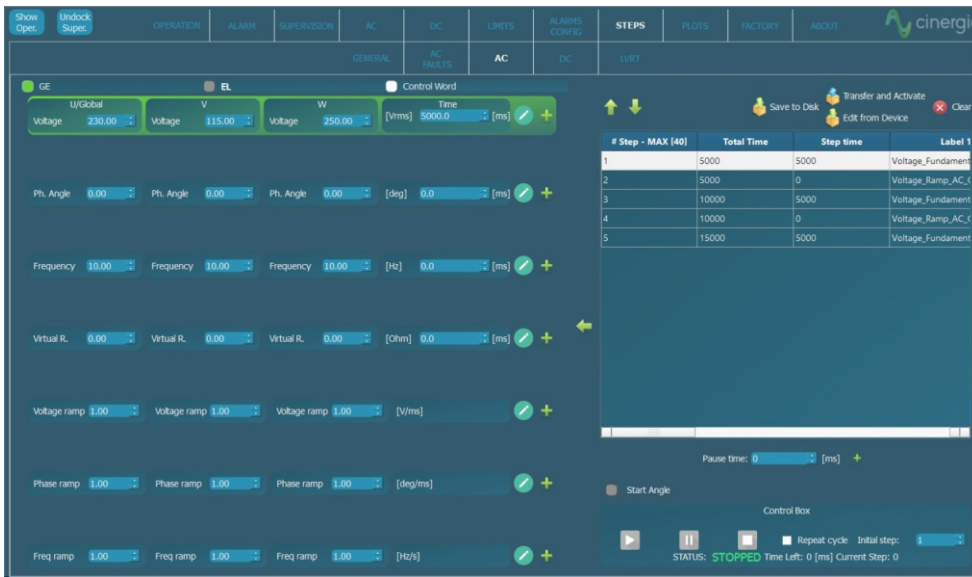 Show Oper. Undock Super. OPERATION ALARM SUPERVISION AC DC LIMITS ALARMS CONFIG STEPS PLOTS FACTORY ABOUT cinergi
GENERAL AC FAULTS AC DC LVRT
GE EL Control Word
U/Global V W Time
Voltage 230.00 Voltage 115.00 Voltage 250.00 [Vrms] 5000.0 [ms]
Ph. Angle 0.00 Ph. Angle 0.00 Ph. Angle 0.00 [deg] 0.0 [ms]
Frequency 10.00 Frequency 10.00 Frequency 10.00 [Hz] 0.0 [ms]
Virtual R. 0.00 Virtual R. 0.00 Virtual R. 0.00 [Ohm] 0.0 [ms]
Voltage ramp 1.00 Voltage ramp 1.00 Voltage ramp 1.00 [V/ms]
Phase ramp 1.00 Phase ramp 1.00 Phase ramp 1.00 [deg/ms]
Freq ramp 1.00 Freq ramp 1.00 Freq ramp 1.00 [Hz/s]
Save to Disk Transfer and Activate Clear
Edit from Device
# Step - MAX [40] Total Time Step time Label 1
1 5000 5000 Voltage_Fundament
2 5000 0 Voltage_Ramp_AC_
3 10000 5000 Voltage_Fundament
4 10000 0 Voltage_Ramp_AC_
5 15000 5000 Voltage_Fundament
Pause time: 0 [ms]
Start Angle
Control Box
Repeat cycle Initial step: 1
STATUS: STOPPED Time Left: 0 [ms] Current Step: 0